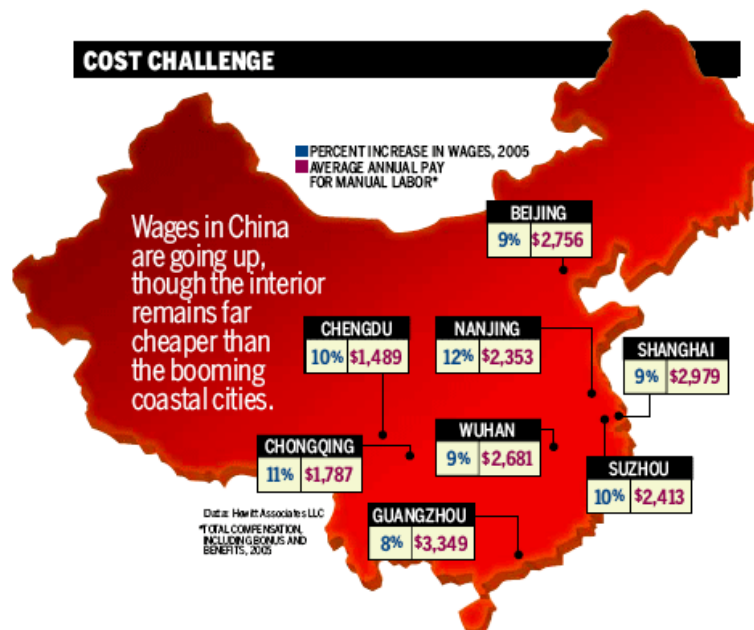 COST CHALLENGE
PERCENT INCREASE IN WAGES, 2005
AVERAGE ANNUAL PAY
FOR MANUAL LABOR*
Wages in China
are going up,
though the interior
remains far
cheaper than
the booming
coastal cities.
BEIJING
9% $2,756
CHENGDU
10% $1,489
NANJING
12% $2,353
SHANGHAI
9% $2,979
CHONGQING
11% $1,787
WUHAN
9% $2,681
SUZHOU
10% $2,413
GUANGZHOU
8% $3,349
Data: Hewitt Associates LLC
*TOTAL COMPENSATION,
INCLUDING BONUS AND
BENEFITS, 2005